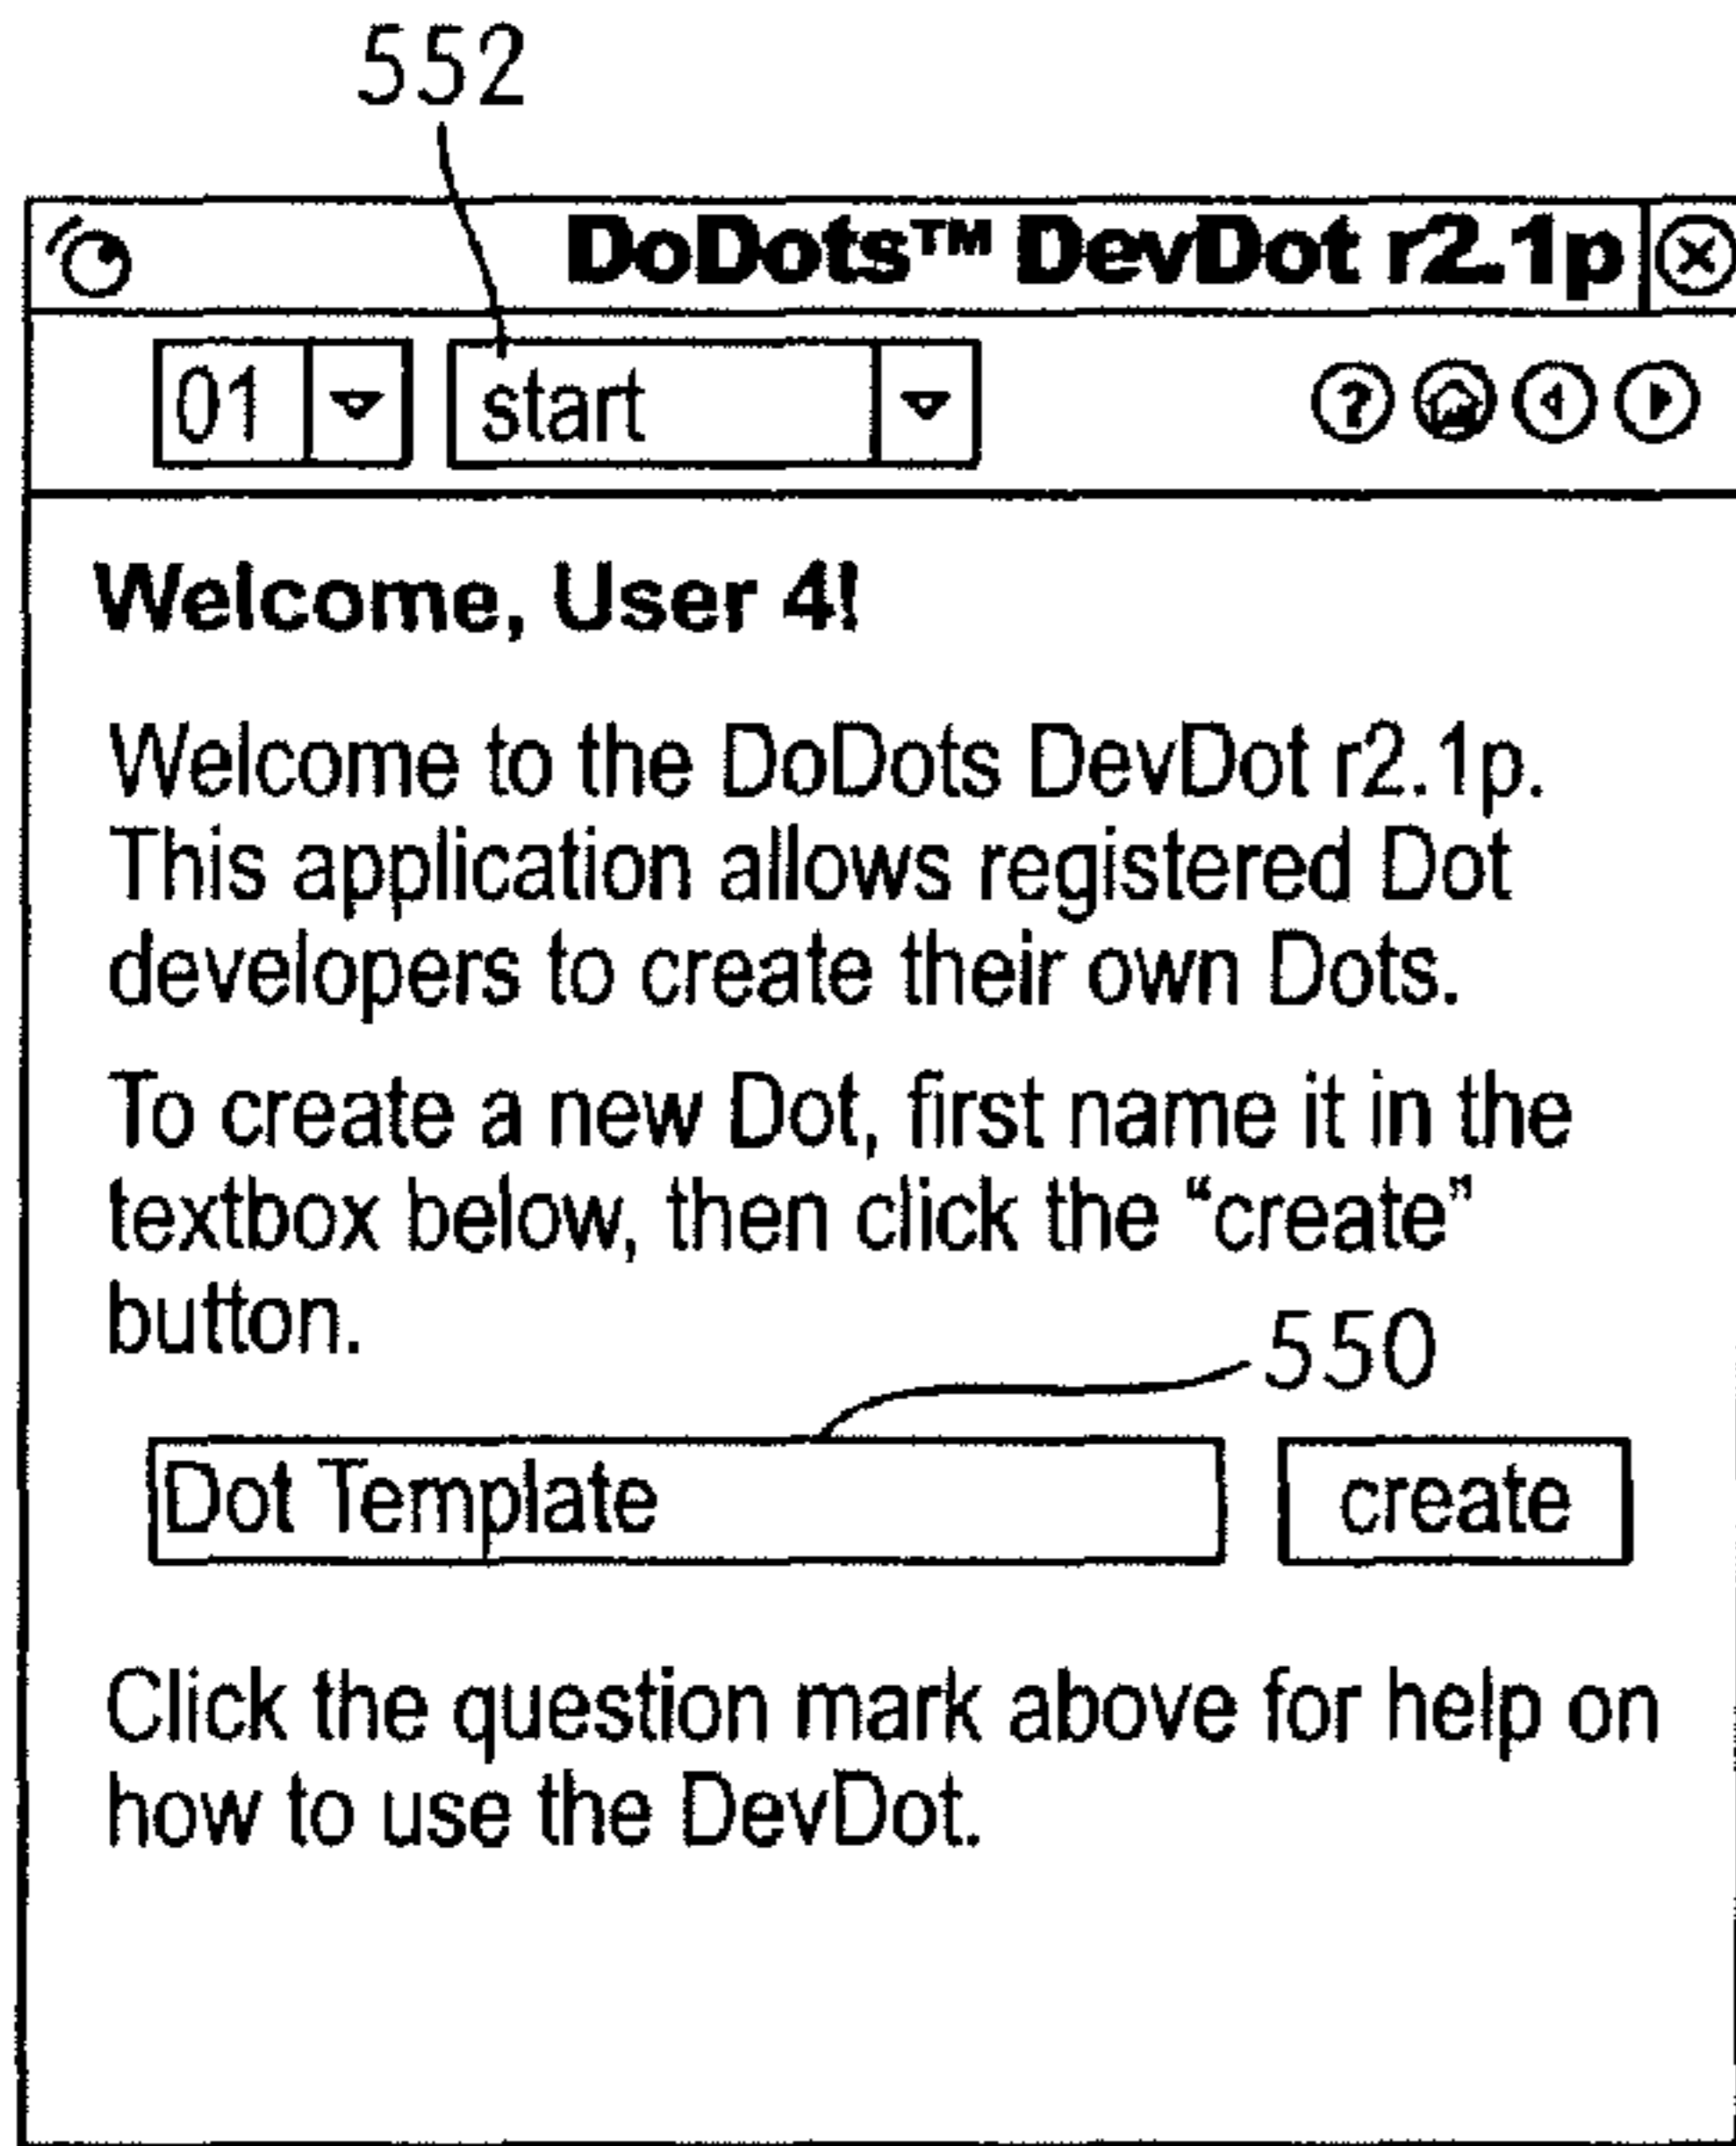 552
DoDots™ DevDot r2.1p
01 start ?
Welcome, User 4!
Welcome to the DoDots DevDot r2.1p.
This application allows registered Dot
developers to create their own Dots.
To create a new Dot, first name it in the
textbox below, then click the “create”
button.
550
Dot Template create
Click the question mark above for help on
how to use the DevDot.